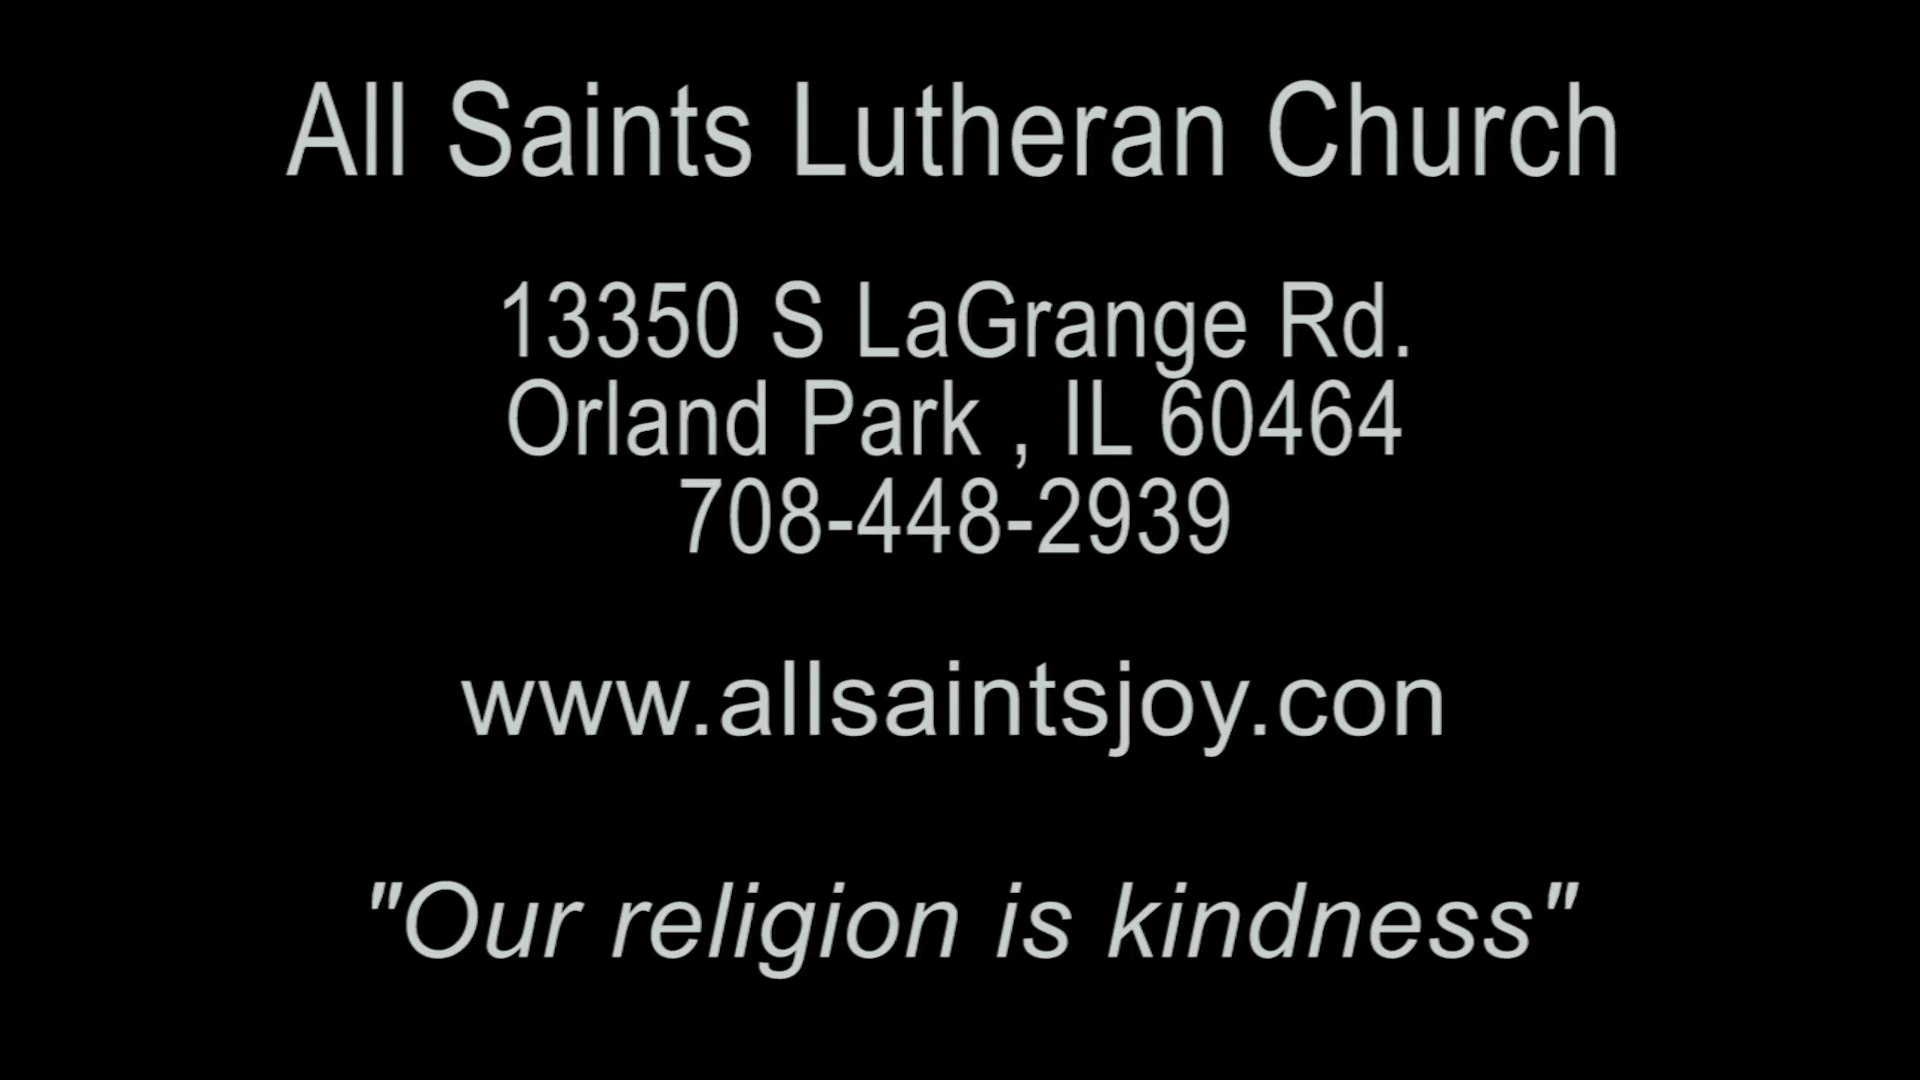 All Saints Lutheran Church
13350 S LaGrange Rd.
Orland Park , IL 60464
708-448-2939
www.allsaintsjoy.con
"Our religion is kindness"